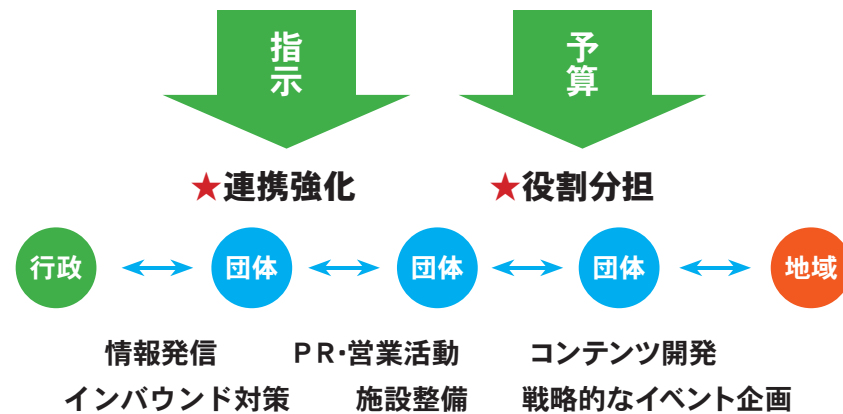 指示
予算
★連携強化
★役割分担
行政
団体
団体
団体
地域
情報発信
PR・営業活動
コンテンツ開発
インバウンド対策
施設整備
戦略的なイベント企画